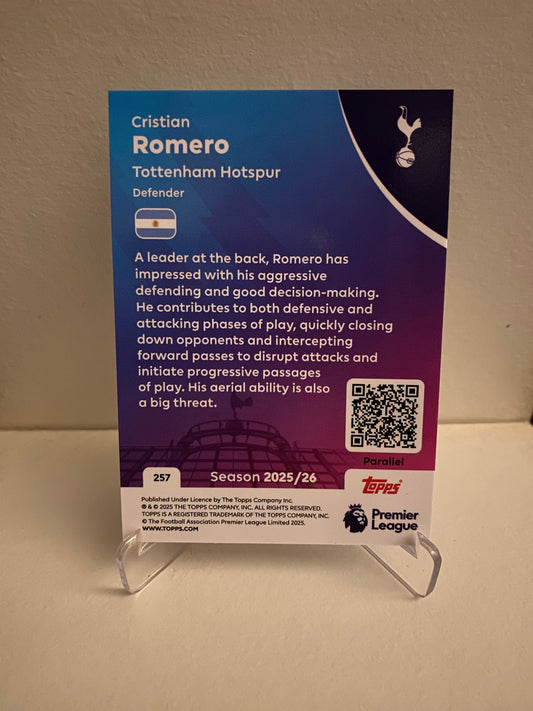 Cristian
Romero
Tottenham Hotspur
Defender
A leader at the back, Romero has
impressed with his aggressive
defending and good decision-making.
He contributes to both defensive and
attacking phases of play, quickly closing
down opponents and intercepting
forward passes to disrupt attacks and
initiate progressive passages
of play. His aerial ability is also
a big threat.
Parallel
257
Season 2025/26
Topps
Published Under Licence by The Topps Company Inc.
® & © 2025 THE TOPPS COMPANY, INC. ALL RIGHTS RESERVED.
TOPPS IS A REGISTERED TRADEMARK OF THE TOPPS COMPANY, INC.
© The Football Association Premier League Limited 2025.
WWW.TOPPS.COM
Premier
League